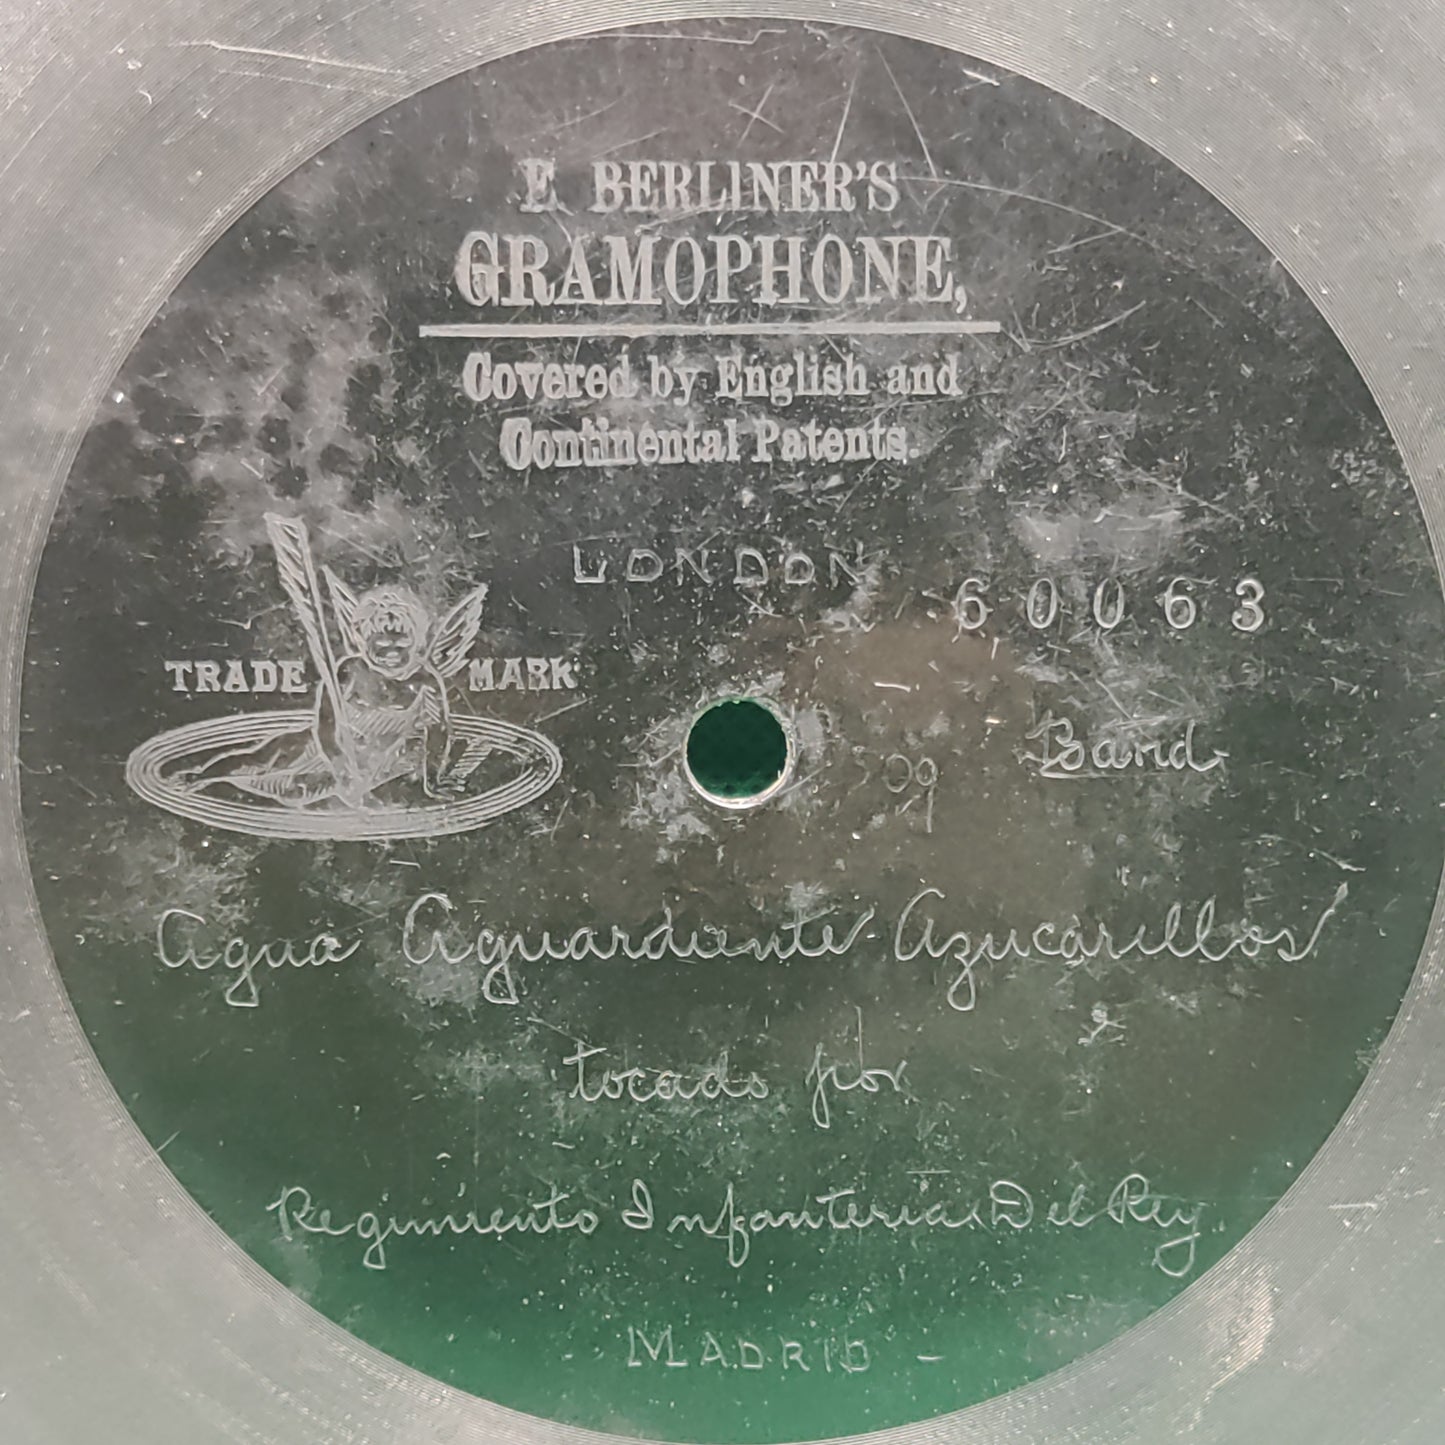 E. BERLINER'S
GRAMOPHONE,
Covered by English and
Continental Patents.
LONDON
60063
TRADE MARK
Band
509
Agua Aguardiente Azucarillos
tocado por
Regimiento Infanteria Del Rey
- MADRID -